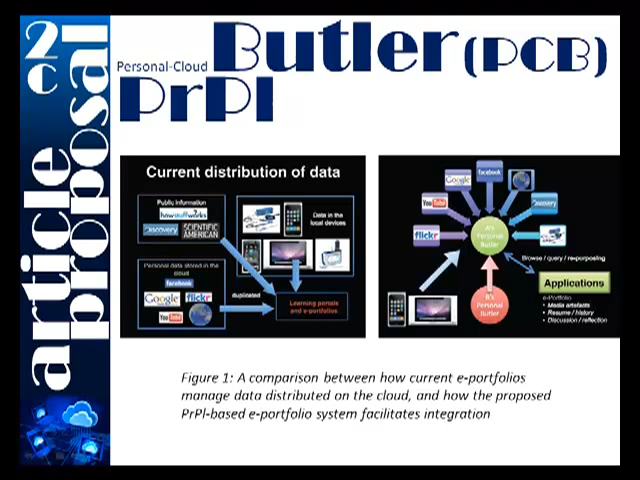 2c
article
proposal
Personal-Cloud Butler (PCB)
PrPl
Current distribution of data
Public Information
howstuffworks
Discovery
SCIENTIFIC
AMERICAN
Data in the
local devices
Personal data stored in the
cloud
facebook
Google
flickr
You Tube
duplicated
Learning portals
and e-portfolios
facebook
Google
You Tube
Discovery
flickr
A's
Personal
Butler
Browse / query / re-purposing
B's
Personal
Butler
Applications
e-Portfolio
• Media artefacts
• Resume / history
• Discussion / reflection
Figure 1: A comparison between how current e-portfolios
manage data distributed on the cloud, and how the proposed
PrPl-based e-portfolio system facilitates integration